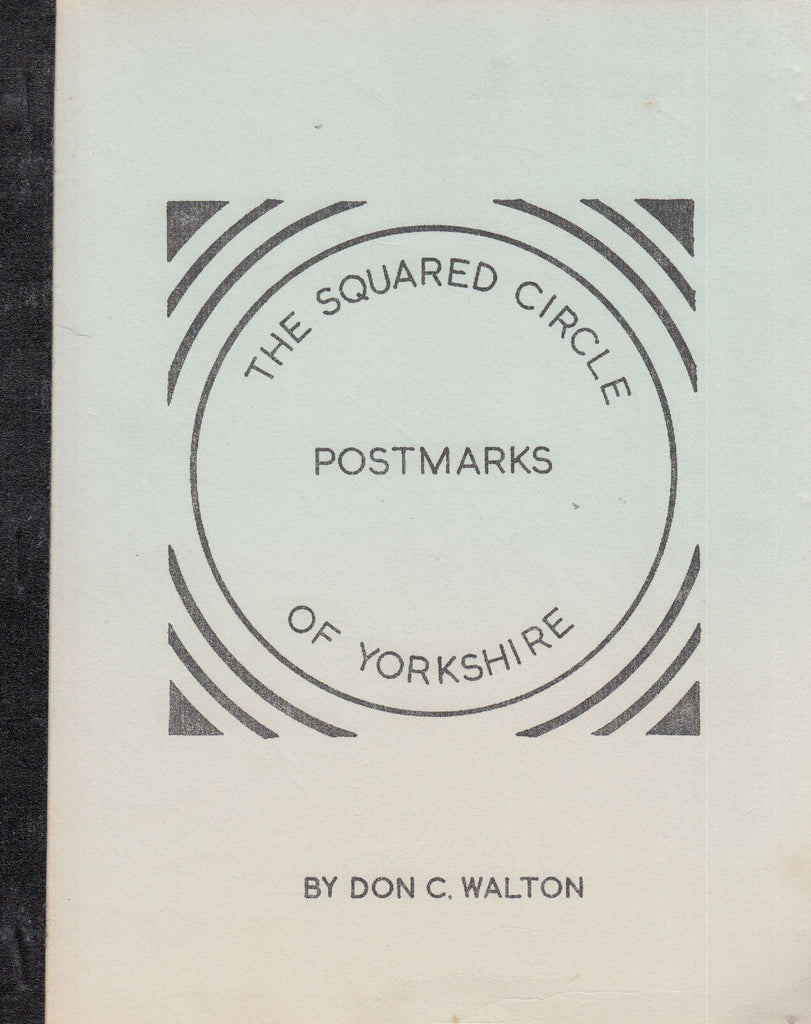 THE SQUARED CIRCLE
POSTMARKS
OF YORKSHIRE
BY DON C. WALTON